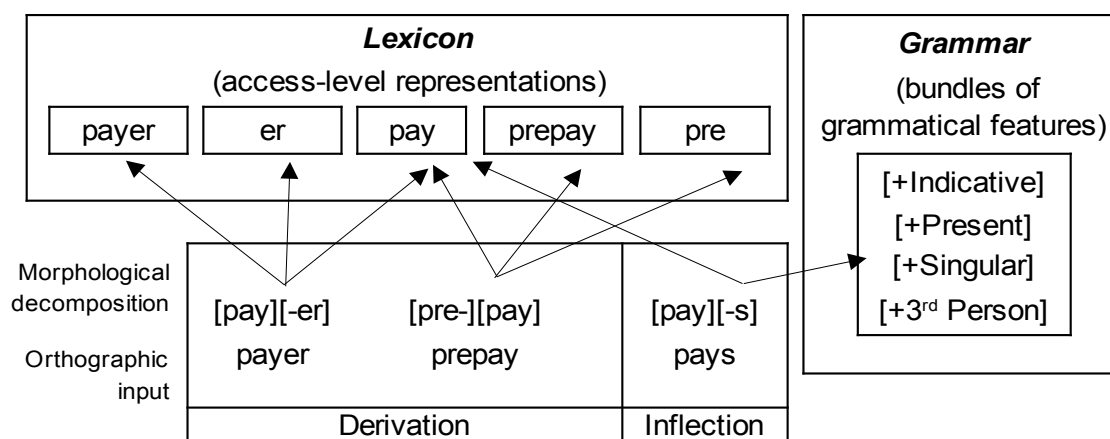 Lexicon
(access-level representations)
payer er pay prepay pre
Grammar
(bundles of
grammatical features)
[+Indicative]
[+Present]
[+Singular]
[+3rd Person]
Morphological
decomposition
[pay][-er] [pre-][pay] [pay][-s]
Orthographic
input
payer prepay pays
Derivation Inflection